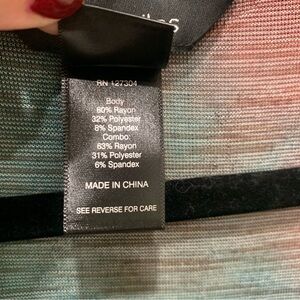 RN 127304
Body
60% Rayon
32% Polyester
8% Spandex
Combo:
63% Rayon
31% Polyester
6% Spandex
MADE IN CHINA
SEE REVERSE FOR CARE